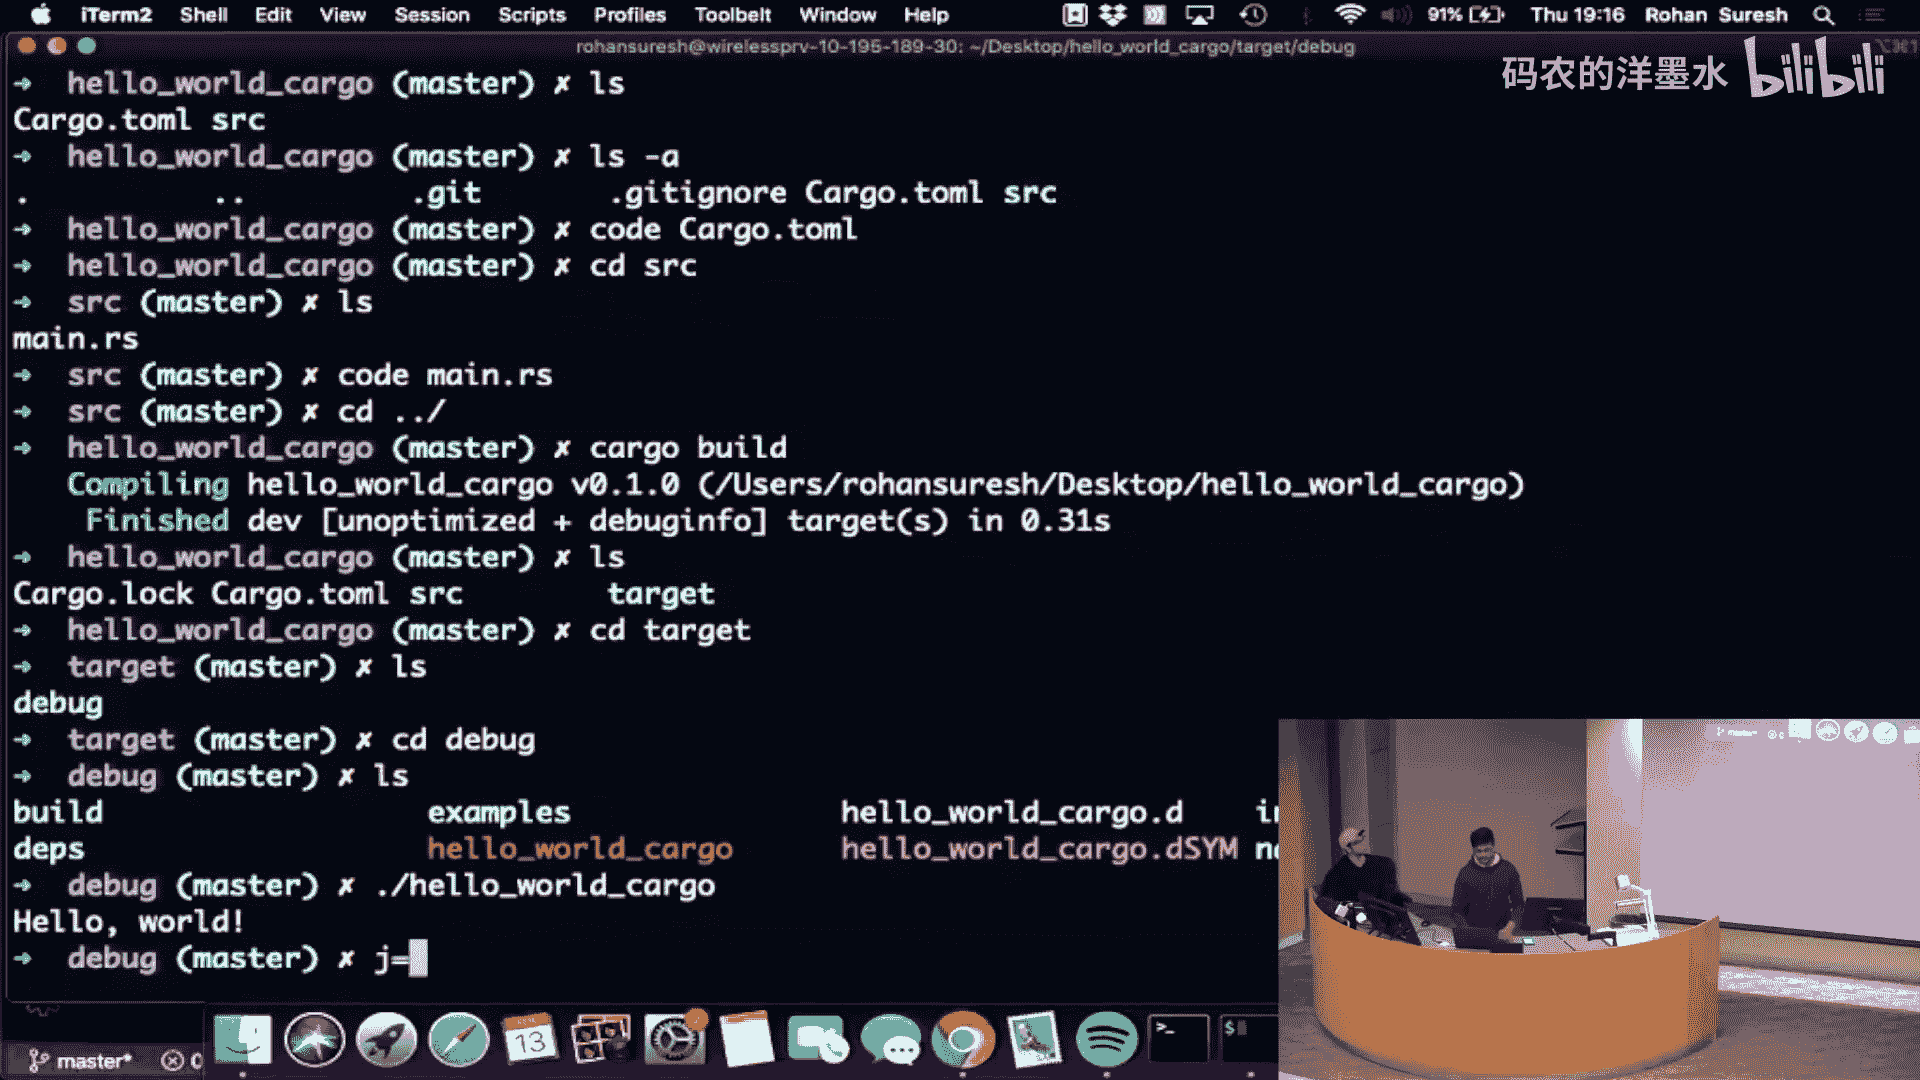 iTerm2 Shell Edit View Session Scripts Profiles Toolbelt Window Help 91% Thu 19:16 Rohan Suresh
rohansuresh@wirelessprv-10-195-189-30: ~/Desktop/hello_world_cargo/target/debug
码农的洋墨水 bilibili
→ hello_world_cargo (master) ✗ ls
Cargo.toml src
→ hello_world_cargo (master) ✗ ls -a
. .. .git .gitignore Cargo.toml src
→ hello_world_cargo (master) ✗ code Cargo.toml
→ hello_world_cargo (master) ✗ cd src
→ src (master) ✗ ls
main.rs
→ src (master) ✗ code main.rs
→ src (master) ✗ cd ../
→ hello_world_cargo (master) ✗ cargo build
Compiling hello_world_cargo v0.1.0 (/Users/rohansuresh/Desktop/hello_world_cargo)
Finished dev [unoptimized + debuginfo] target(s) in 0.31s
→ hello_world_cargo (master) ✗ ls
Cargo.lock Cargo.toml src target
→ hello_world_cargo (master) ✗ cd target
→ target (master) ✗ ls
debug
→ target (master) ✗ cd debug
→ debug (master) ✗ ls
build examples hello_world_cargo.d
deps hello_world_cargo hello_world_cargo.dSYM
→ debug (master) ✗ ./hello_world_cargo
Hello, world!
→ debug (master) ✗ j=
13
master* 0